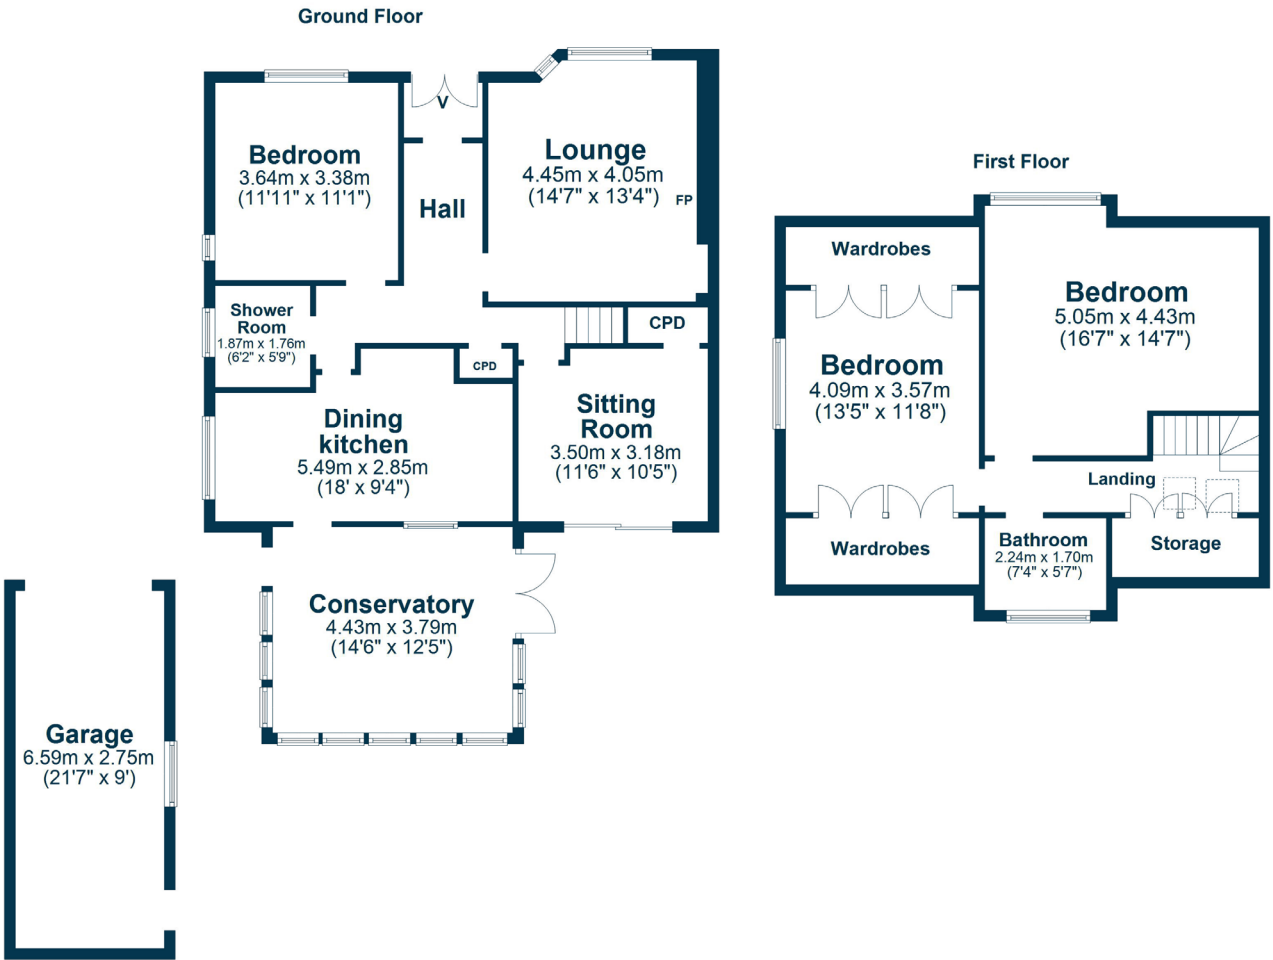 Ground Floor
V
Bedroom
3.64m x 3.38m
(11'11" x 11'1")
Hall
Lounge
4.45m x 4.05m
(14'7" x 13'4")
FP
Shower
Room
1.87m x 1.76m
(6'2" x 5'9")
CPD
CPD
Dining
kitchen
5.49m x 2.85m
(18' x 9'4")
Sitting
Room
3.50m x 3.18m
(11'6" x 10'5")
Conservatory
4.43m x 3.79m
(14'6" x 12'5")
Garage
6.59m x 2.75m
(21'7" x 9')
First Floor
Wardrobes
Bedroom
5.05m x 4.43m
(16'7" x 14'7")
Bedroom
4.09m x 3.57m
(13'5" x 11'8")
Landing
Wardrobes
Bathroom
2.24m x 1.70m
(7'4" x 5'7")
Storage